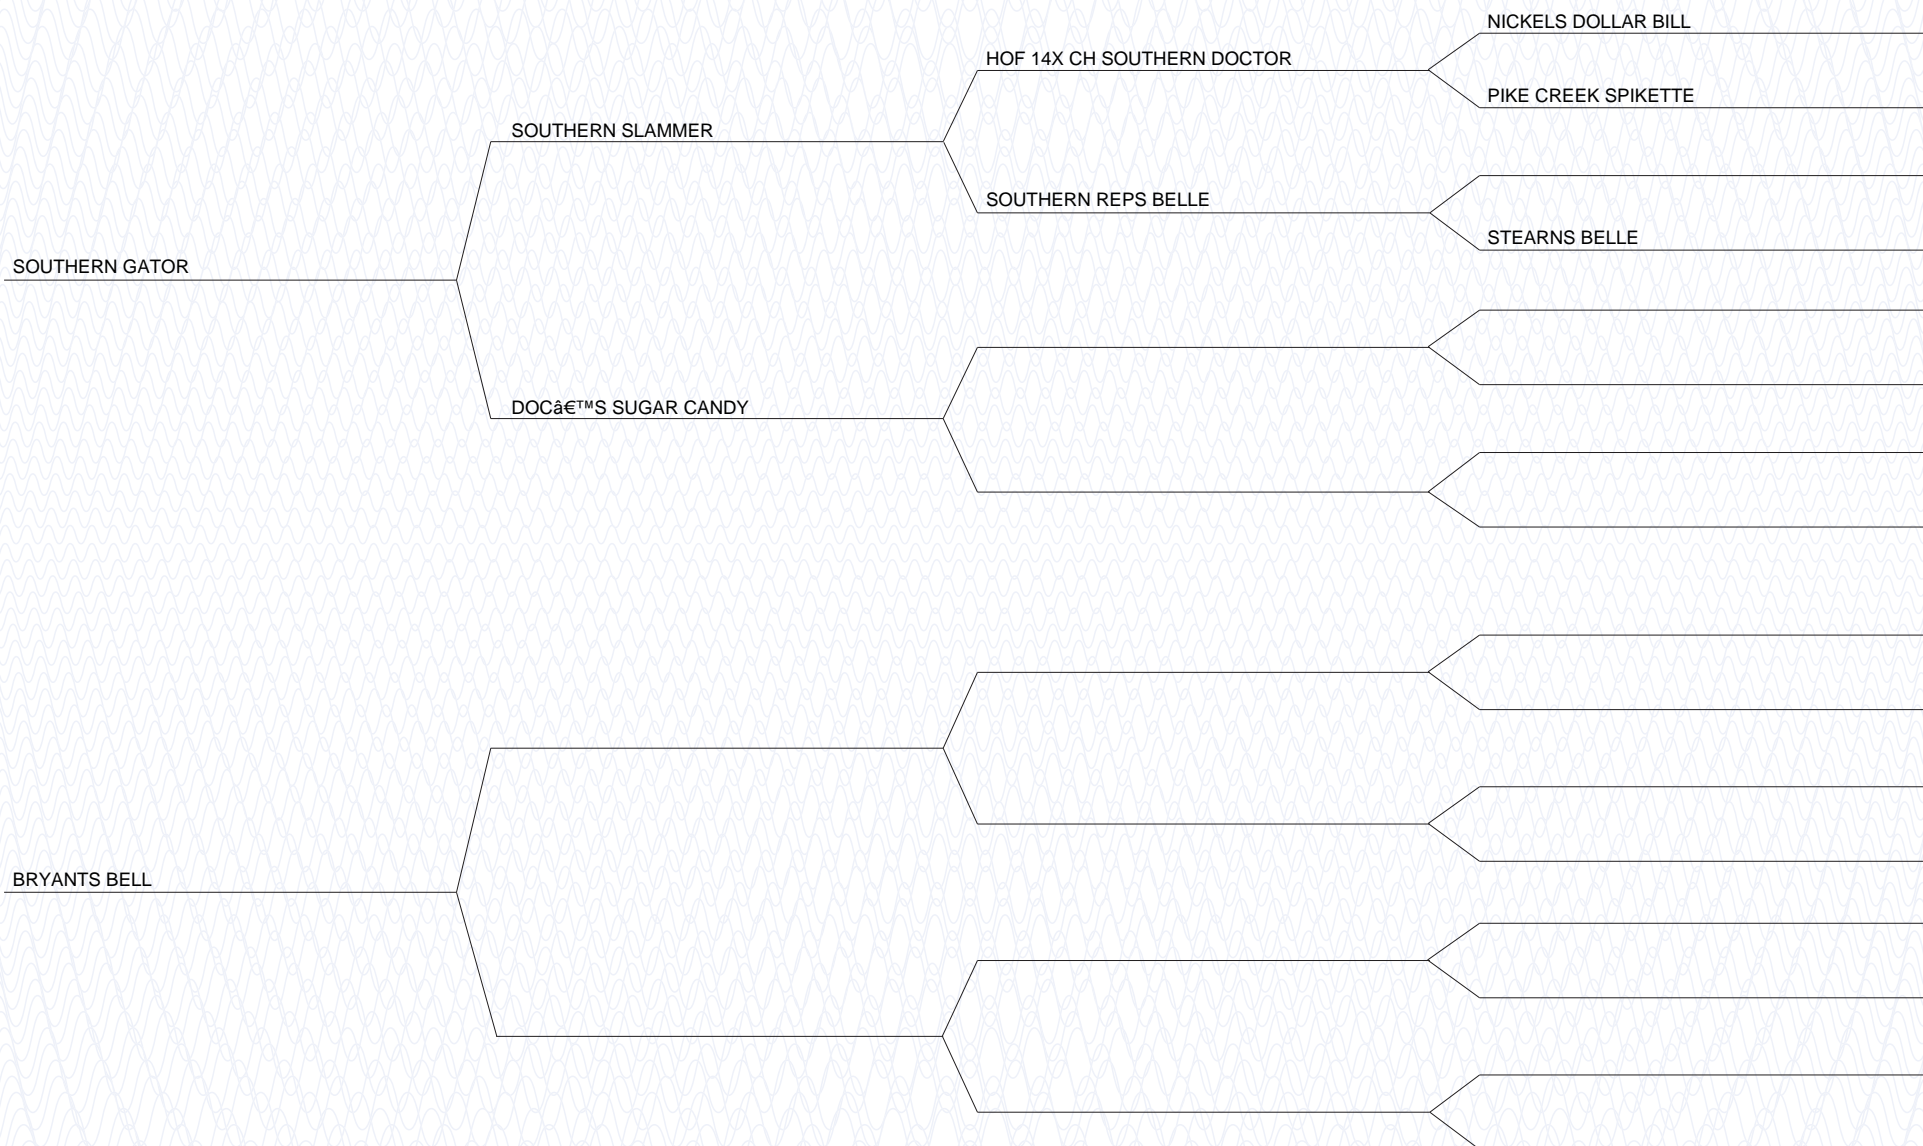 NICKELS DOLLAR BILL
HOF 14X CH SOUTHERN DOCTOR
PIKE CREEK SPIKETTE
SOUTHERN SLAMMER
SOUTHERN REPS BELLE
STEARNS BELLE
SOUTHERN GATOR
DOCâ€™S SUGAR CANDY
BRYANTS BELL